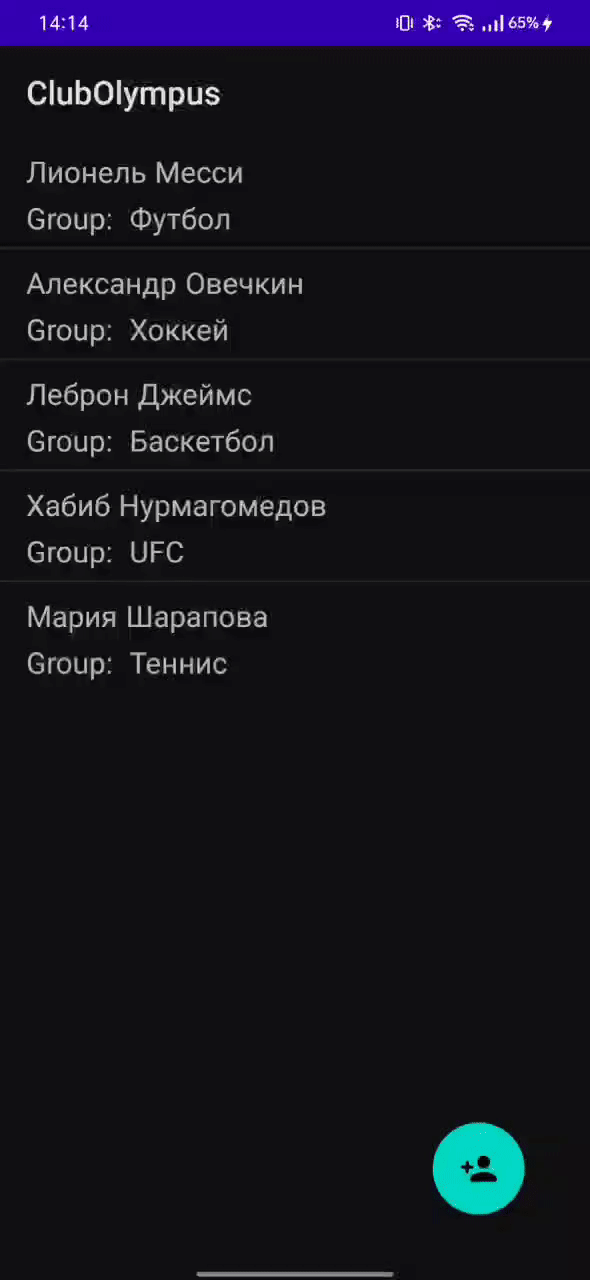 14:14
65%
ClubOlympus
Лионель Месси
Group: Футбол
Александр Овечкин
Group: Хоккей
Леброн Джеймс
Group: Баскетбол
Хабиб Нурмагомедов
Group: UFC
Мария Шарапова
Group: Теннис